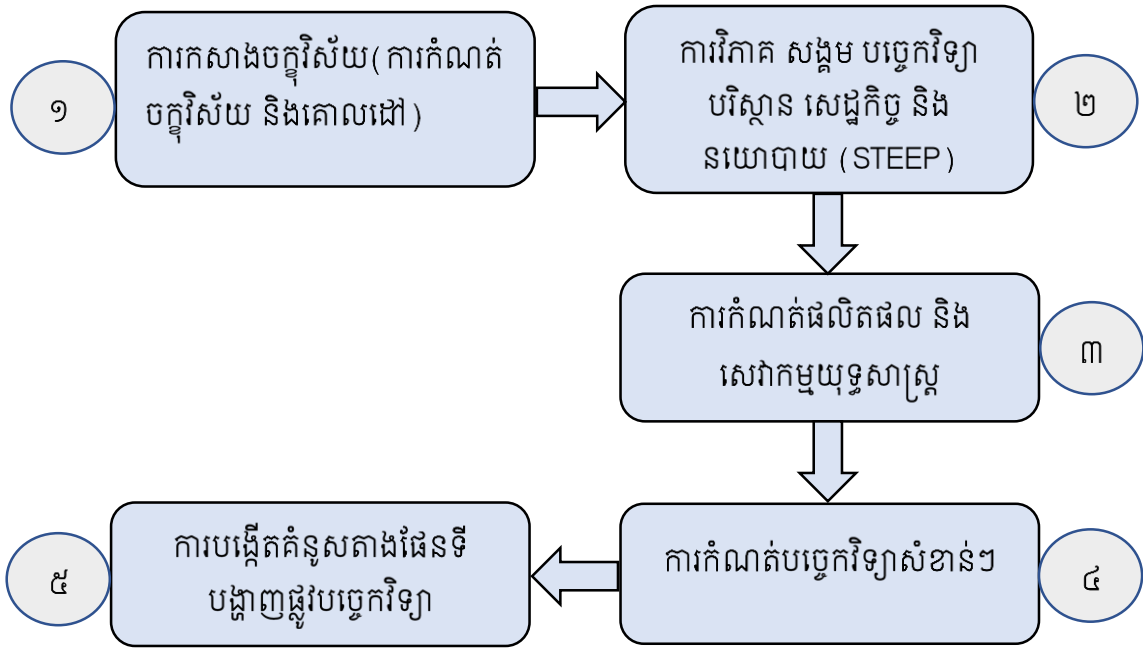 ១
ការកសាងចក្ខុវិស័យ(ការកំណត់
ចក្ខុវិស័យ និងគោលដៅ)
ការវិភាគ សង្គម បច្ចេកវិទ្យា
បរិស្ថាន សេដ្ឋកិច្ច និង
នយោបាយ (STEEP)
២
ការកំណត់ផលិតផល និង
សេវាកម្មយុទ្ធសាស្ត្រ
៣
ការកំណត់បច្ចេកវិទ្យាសំខាន់ៗ
៤
ការបង្កើតគំនូសតាងផែនទី
បង្ហាញផ្លូវបច្ចេកវិទ្យា
៥